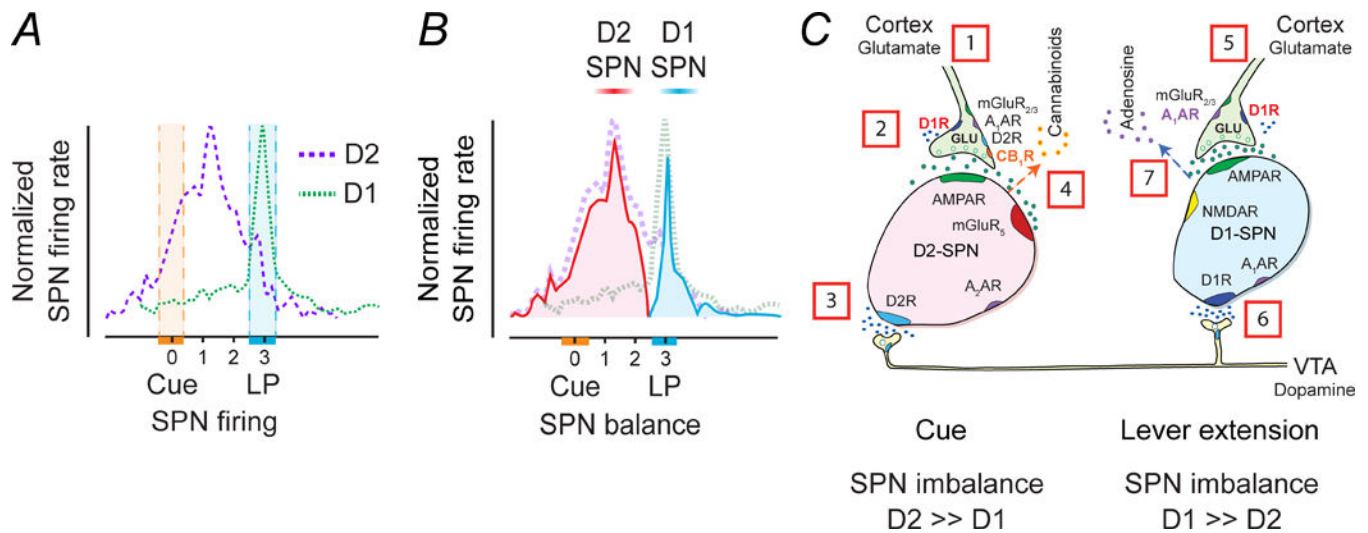 A
Normalized
SPN firing rate
D2
D1
0 1 2 3
Cue LP
SPN firing
B
D2 D1
SPN SPN
Normalized
SPN firing rate
0 1 2 3
Cue LP
SPN balance
C
Cortex
Glutamate
1
Cannabinoids
mGluR2/3
A1AR
D2R
CB1R
D1R
GLU
2
4
AMPAR
mGluR5
D2-SPN
A2AR
3
D2R
5
Cortex
Glutamate
Adenosine
mGluR2/3
A1AR
D1R
GLU
7
AMPAR
NMDAR
D1-SPN
A1AR
D1R
6
VTA
Dopamine
Cue
SPN imbalance
D2 >> D1
Lever extension
SPN imbalance
D1 >> D2